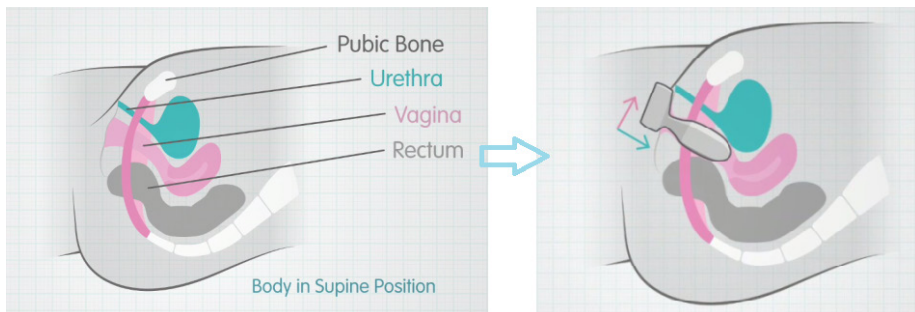 Pubic Bone
Urethra
Vagina
Rectum
Body in Supine Position